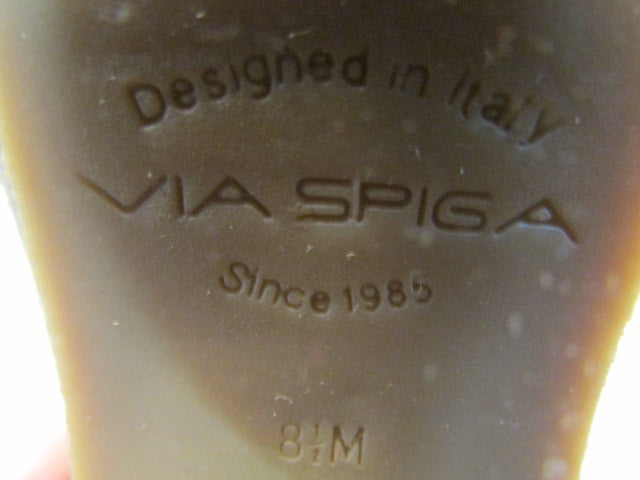 Designed in Italy
VIA SPIGA
Since 1985
8½M